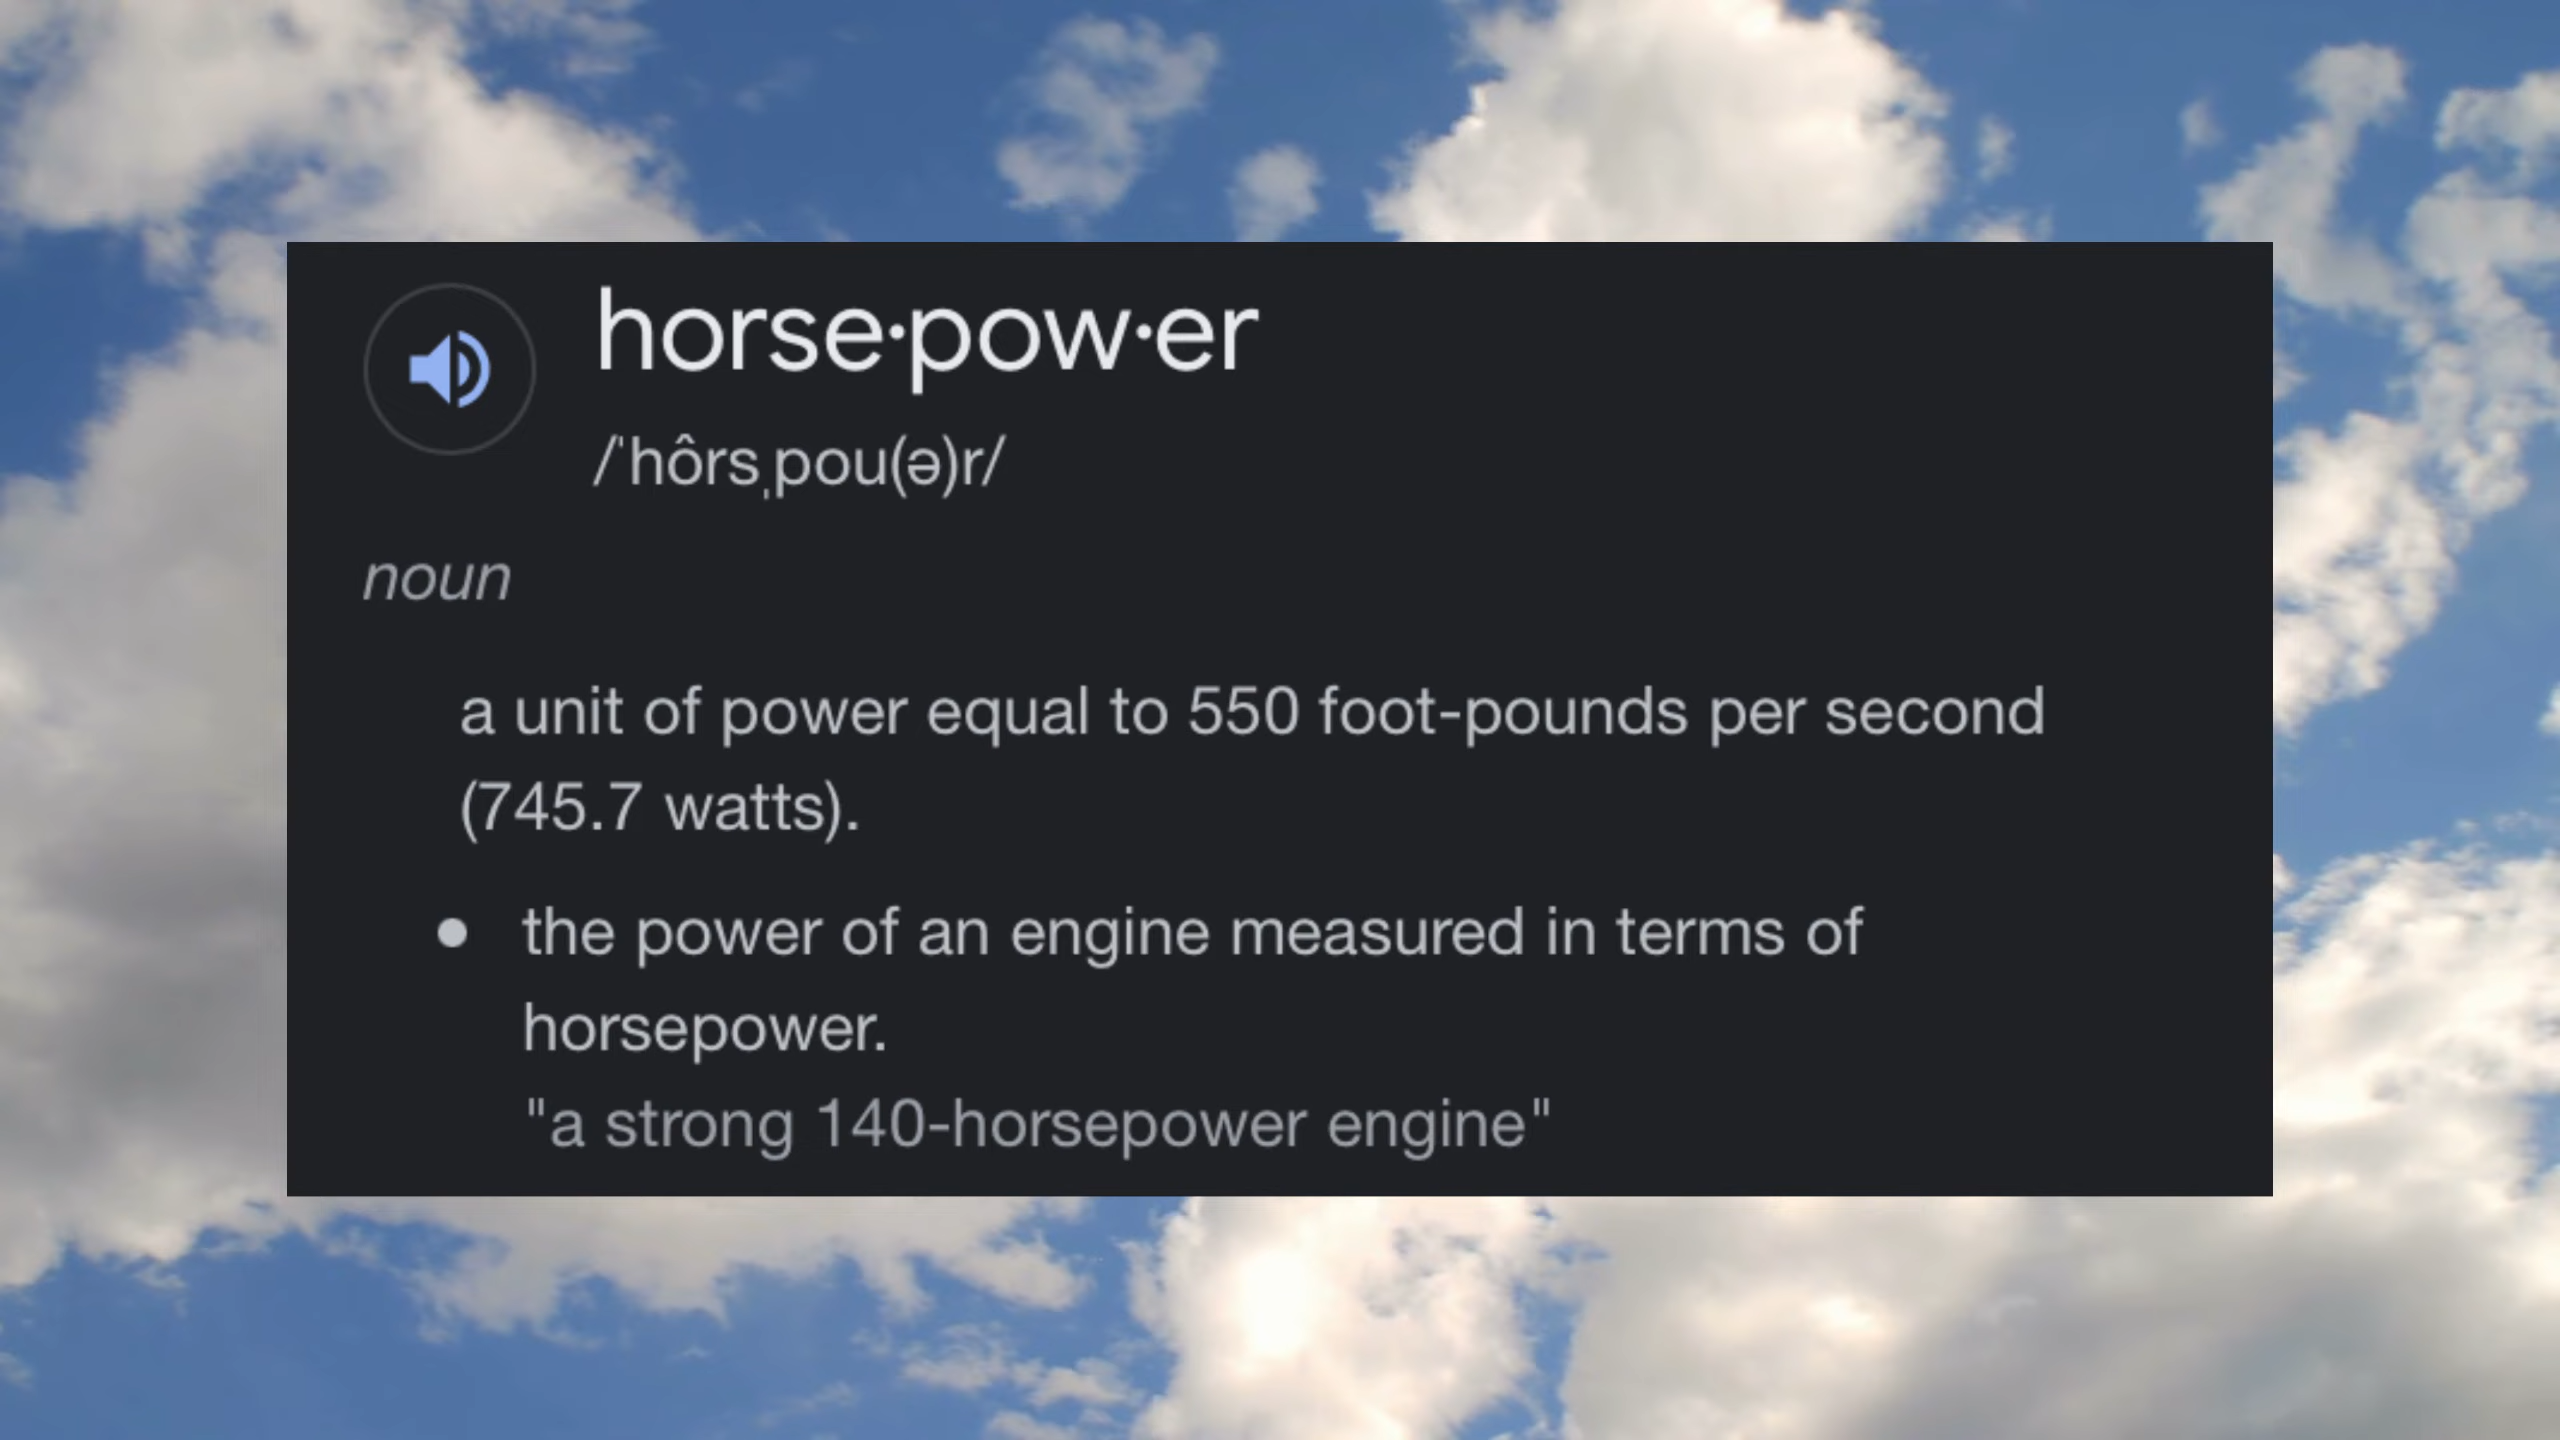 horse·pow·er
/ˈhôrsˌpou(ə)r/
noun
a unit of power equal to 550 foot-pounds per second
(745.7 watts).
● the power of an engine measured in terms of
horsepower.
"a strong 140-horsepower engine"